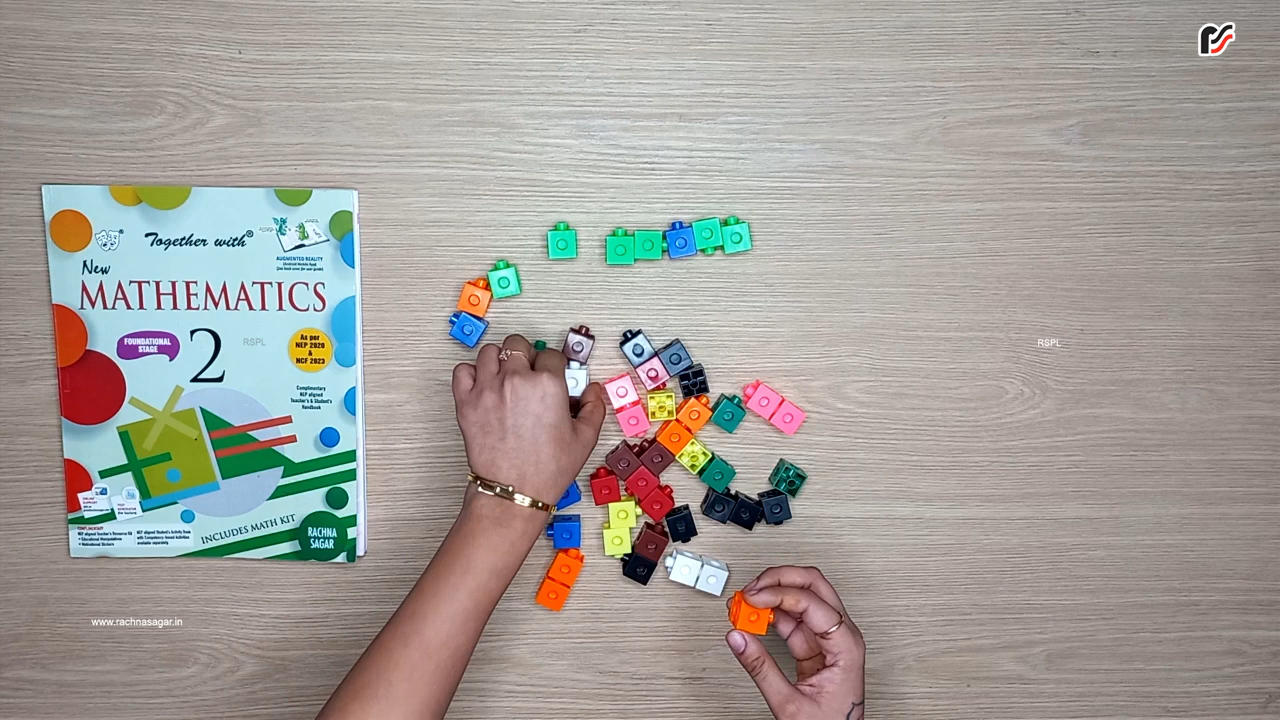 Together with®
AUGMENTED REALITY
New
MATHEMATICS
FOUNDATIONAL
STAGE
2
RSPL
As per
NEP 2020
&
NCF 2023
RSPL
Complimentary
NEP aligned
Teacher's & Student's
Handbook
INCLUDES MATH KIT
RACHNA
SAGAR
www.rachnasagar.in